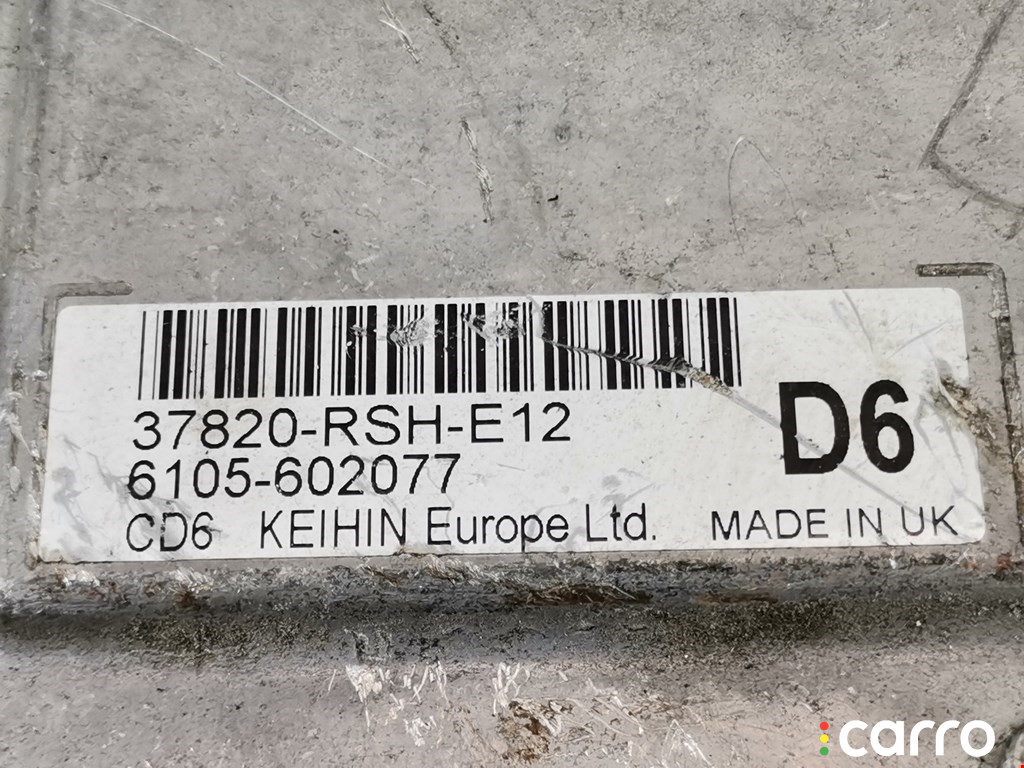 37820-RSH-E12
6105-602077
D6
CD6 KEIHIN Europe Ltd. MADE IN UK
carro